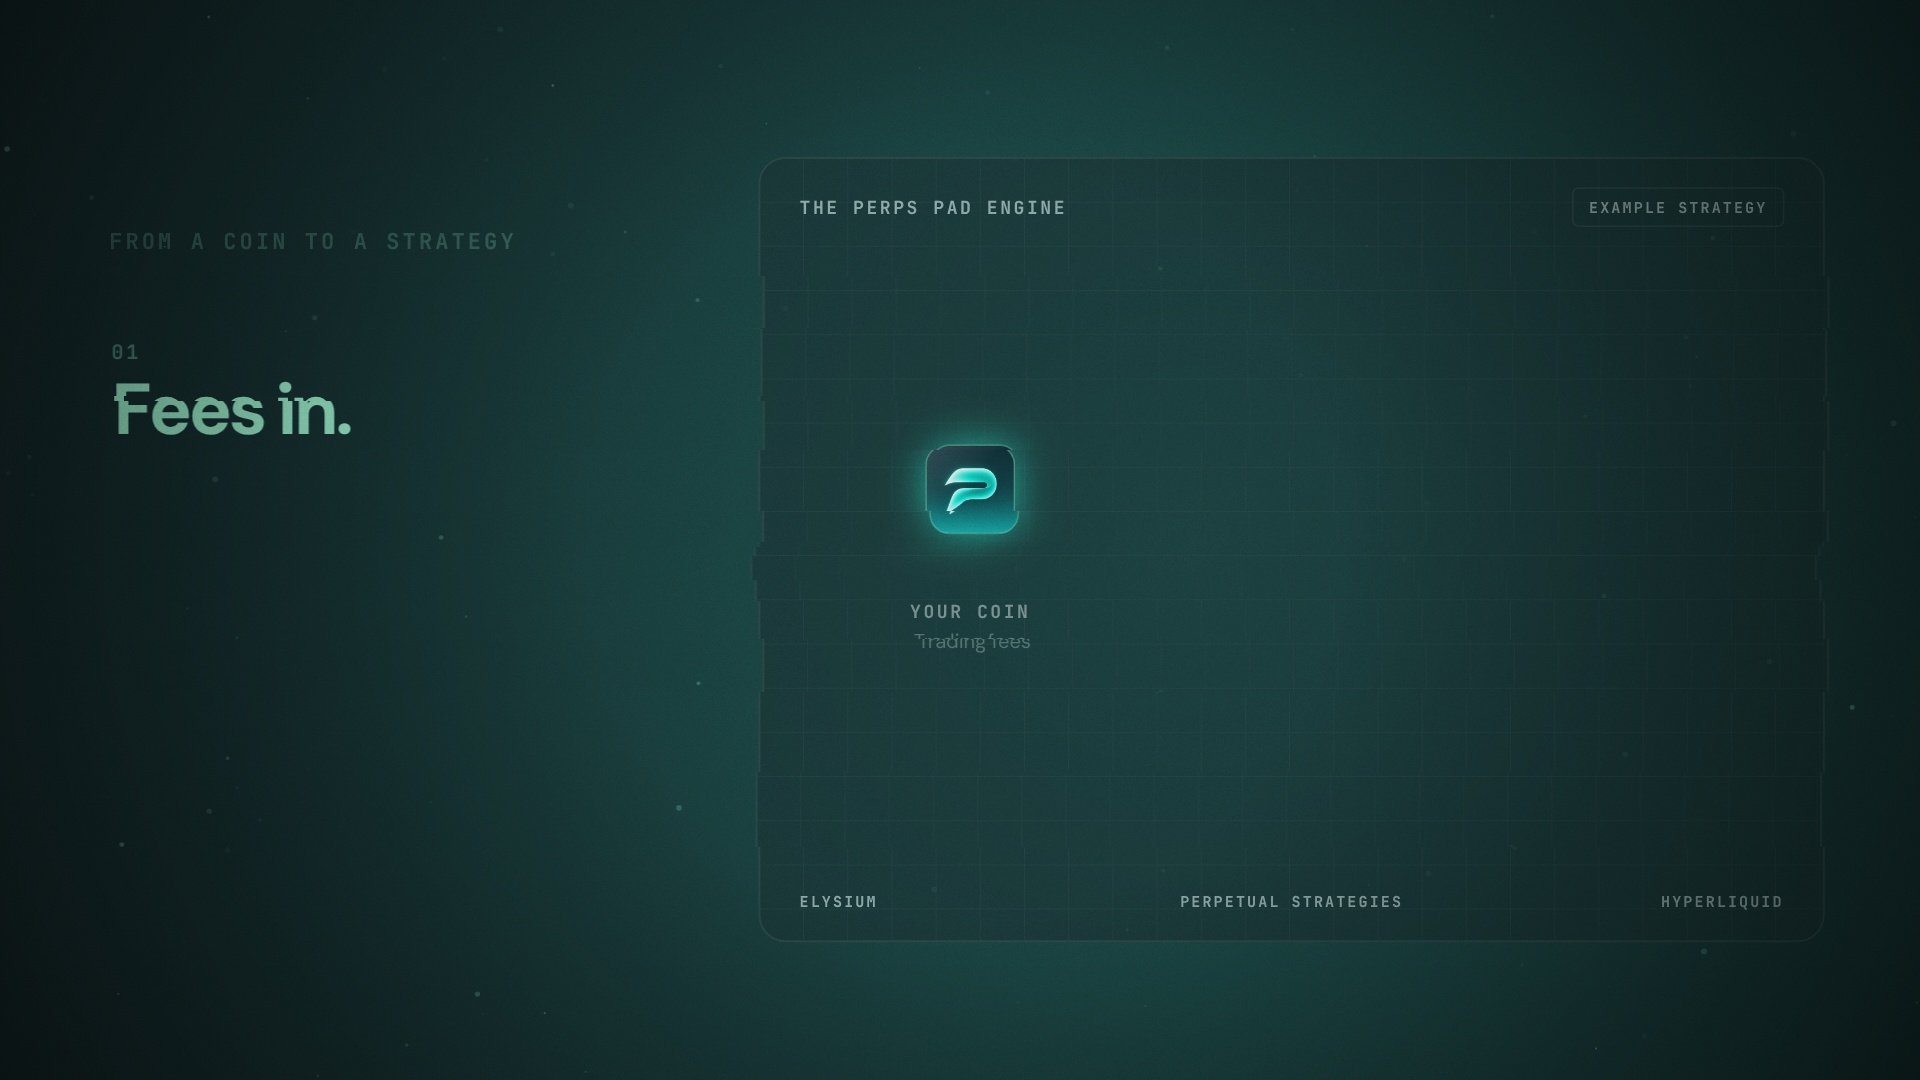 FROM A COIN TO A STRATEGY
01
Fees in.
THE PERPS PAD ENGINE
EXAMPLE STRATEGY
YOUR COIN
Trading fees
ELYSIUM
PERPETUAL STRATEGIES
HYPERLIQUID